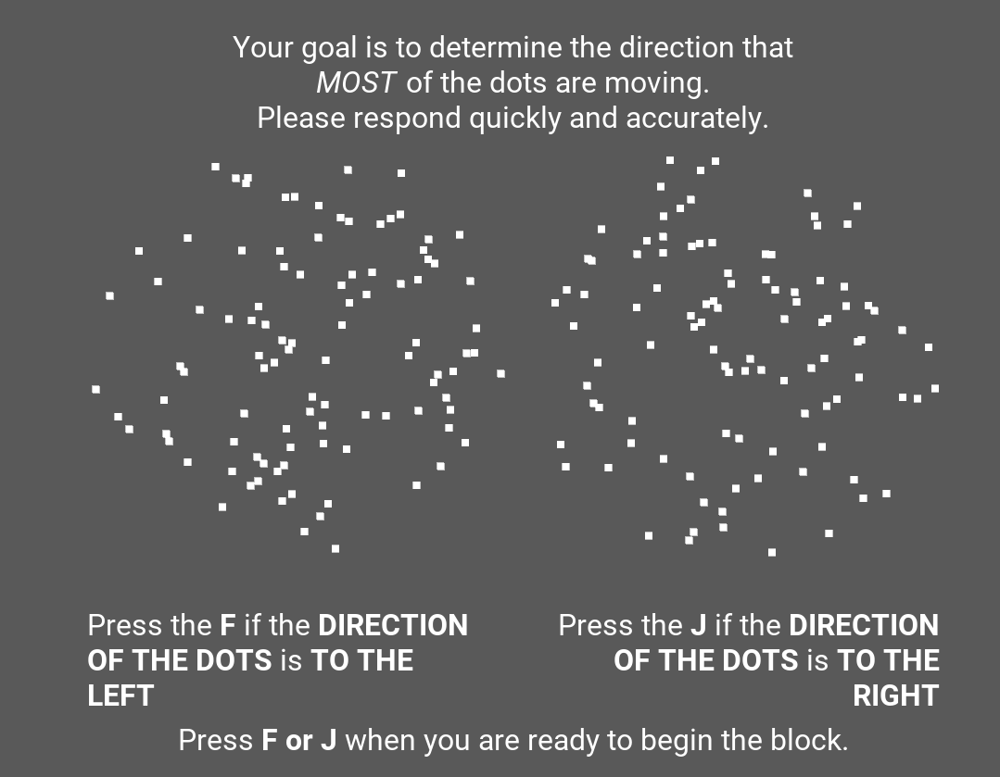 Your goal is to determine the direction that
MOST of the dots are moving.
Please respond quickly and accurately.
Press the F if the DIRECTION
OF THE DOTS is TO THE
LEFT
Press the J if the DIRECTION
OF THE DOTS is TO THE
RIGHT
Press F or J when you are ready to begin the block.